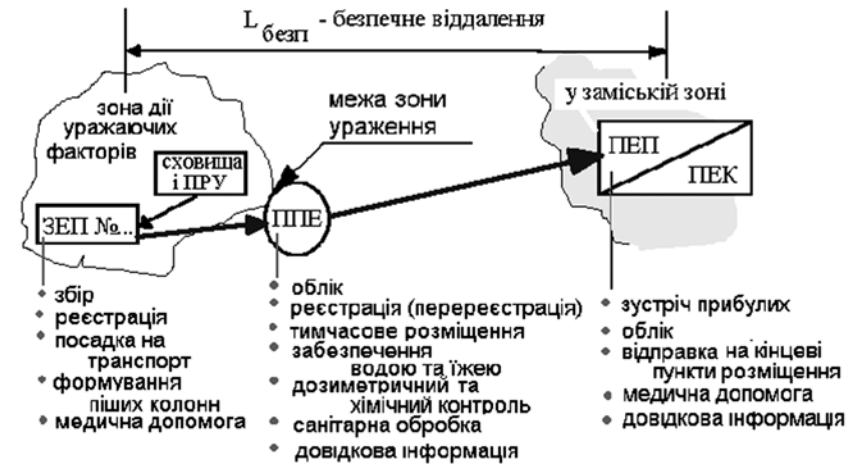 L безп - безпечне віддалення
зона дії
уражаючих
факторів
сховища
і ПРУ
ЗЕП №...
межа зони
ураження
ППЕ
у заміській зоні
ПЕП
ПЕК
збір
реєстрація
посадка на
транспорт
формування
піших колонн
медична допомога
облік
реєстрація (перереєстрація)
тимчасове розміщення
забезпечення
водою та їжею
дозиметричний та
хімічний контроль
санітарна обробка
довідкова інформація
зустріч прибулих
облік
відправка на кінцеві
пункти розміщення
медична допомога
довідкова інформація